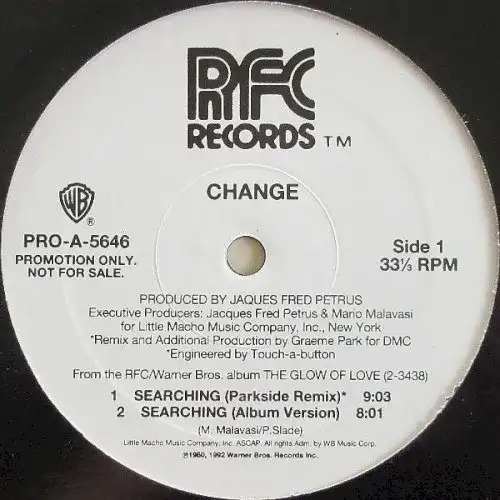 RFC
RECORDS TM
CHANGE
WB
®
PRO-A-5646
PROMOTION ONLY.
NOT FOR SALE.
Side 1
33⅓ RPM
PRODUCED BY JAQUES FRED PETRUS
Executive Producers: Jacques Fred Petrus & Mario Malavasi
for Little Macho Music Company, Inc., New York
*Remix and Additional Production by Graeme Park for DMC
*Engineered by Touch-a-button
From the RFC/Warner Bros. album THE GLOW OF LOVE (2-3438)
1 SEARCHING (Parkside Remix)* 9:03
2 SEARCHING (Album Version) 8:01
(M. Malavasi/P.Slade)
Little Macho Music Company, Inc. ASCAP. All rights Adm. by WB Music Corp.
℗1980, 1992 Warner Bros. Records Inc.